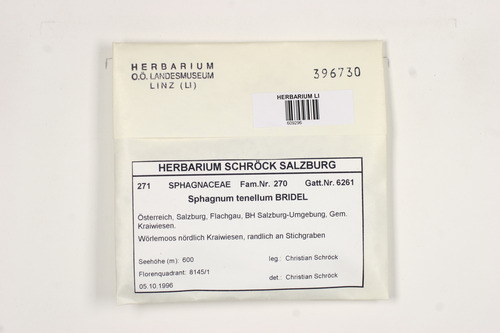 HERBARIUM
O.Ö. LANDESMUSEUM
LINZ (LI)
396730
HERBARIUM LI
609296
HERBARIUM SCHRÖCK SALZBURG
271 SPHAGNACEAE Fam.Nr. 270 Gatt.Nr. 6261
Sphagnum tenellum BRIDEL
Österreich, Salzburg, Flachgau, BH Salzburg-Umgebung, Gem.
Kraiwiesen.
Wörlemoos nördlich Kraiwiesen, randlich an Stichgraben
Seehöhe (m): 600 leg.: Christian Schröck
Florenquadrant: 8145/1 det.: Christian Schröck
05.10.1996